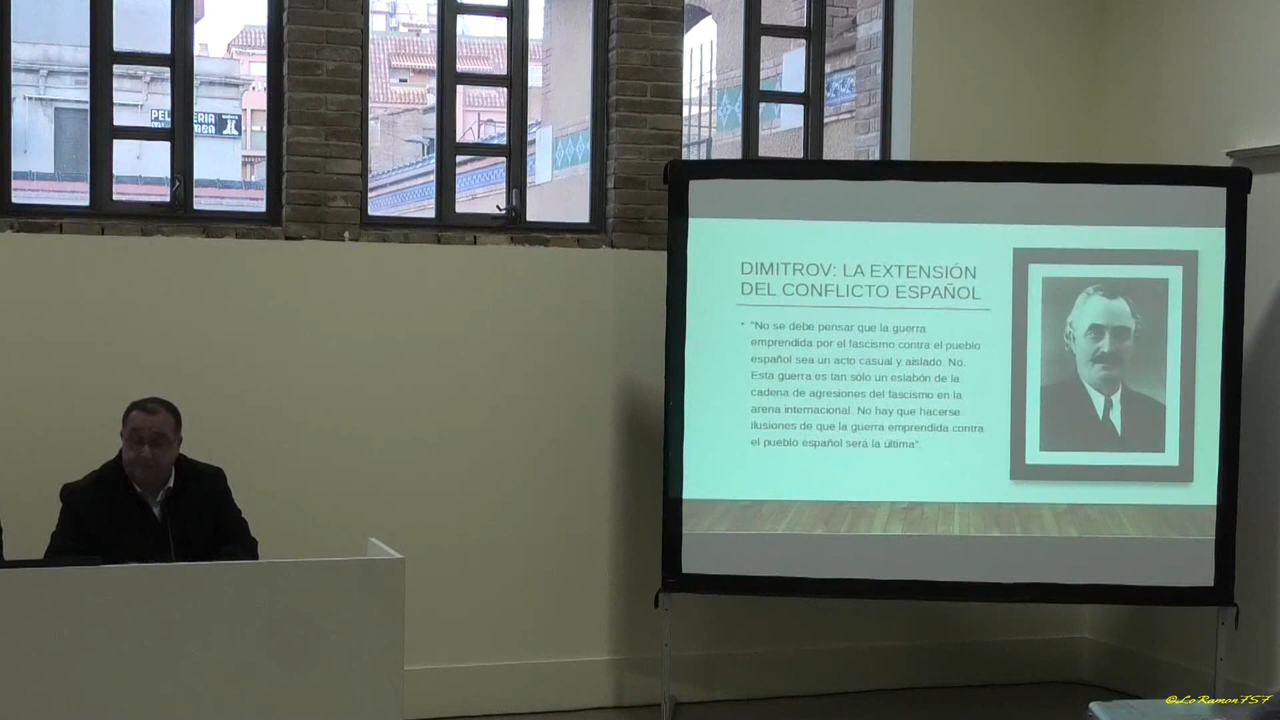 PEL
ERIA
DIMITROV: LA EXTENSIÓN
DEL CONFLICTO ESPAÑOL
• "No se debe pensar que la guerra
emprendida por el fascismo contra el pueblo
español sea un acto casual y aislado. No.
Esta guerra es tan sólo un eslabón de la
cadena de agresiones del fascismo en la
arena internacional. No hay que hacerse
ilusiones de que la guerra emprendida contra
el pueblo español será la última".
@LoRamon7S7